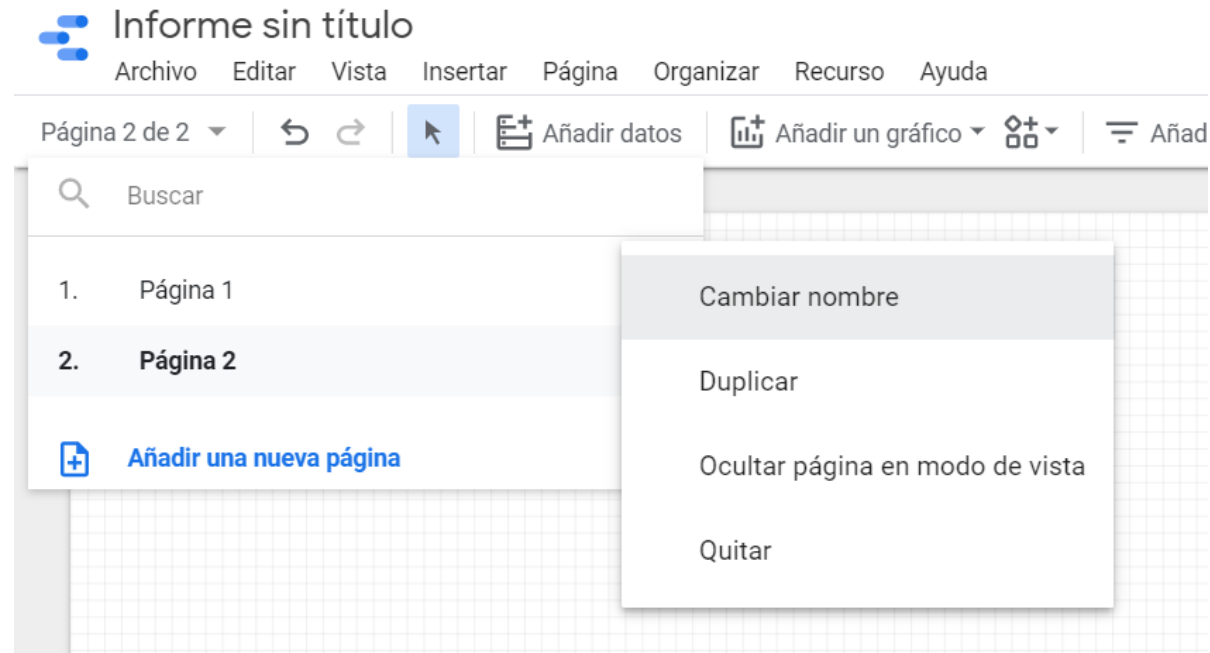 Informe sin título
Archivo Editar Vista Insertar Página Organizar Recurso Ayuda
Página 2 de 2 Añadir datos Añadir un gráfico Añad
Buscar
1. Página 1
2. Página 2
Añadir una nueva página
Cambiar nombre
Duplicar
Ocultar página en modo de vista
Quitar